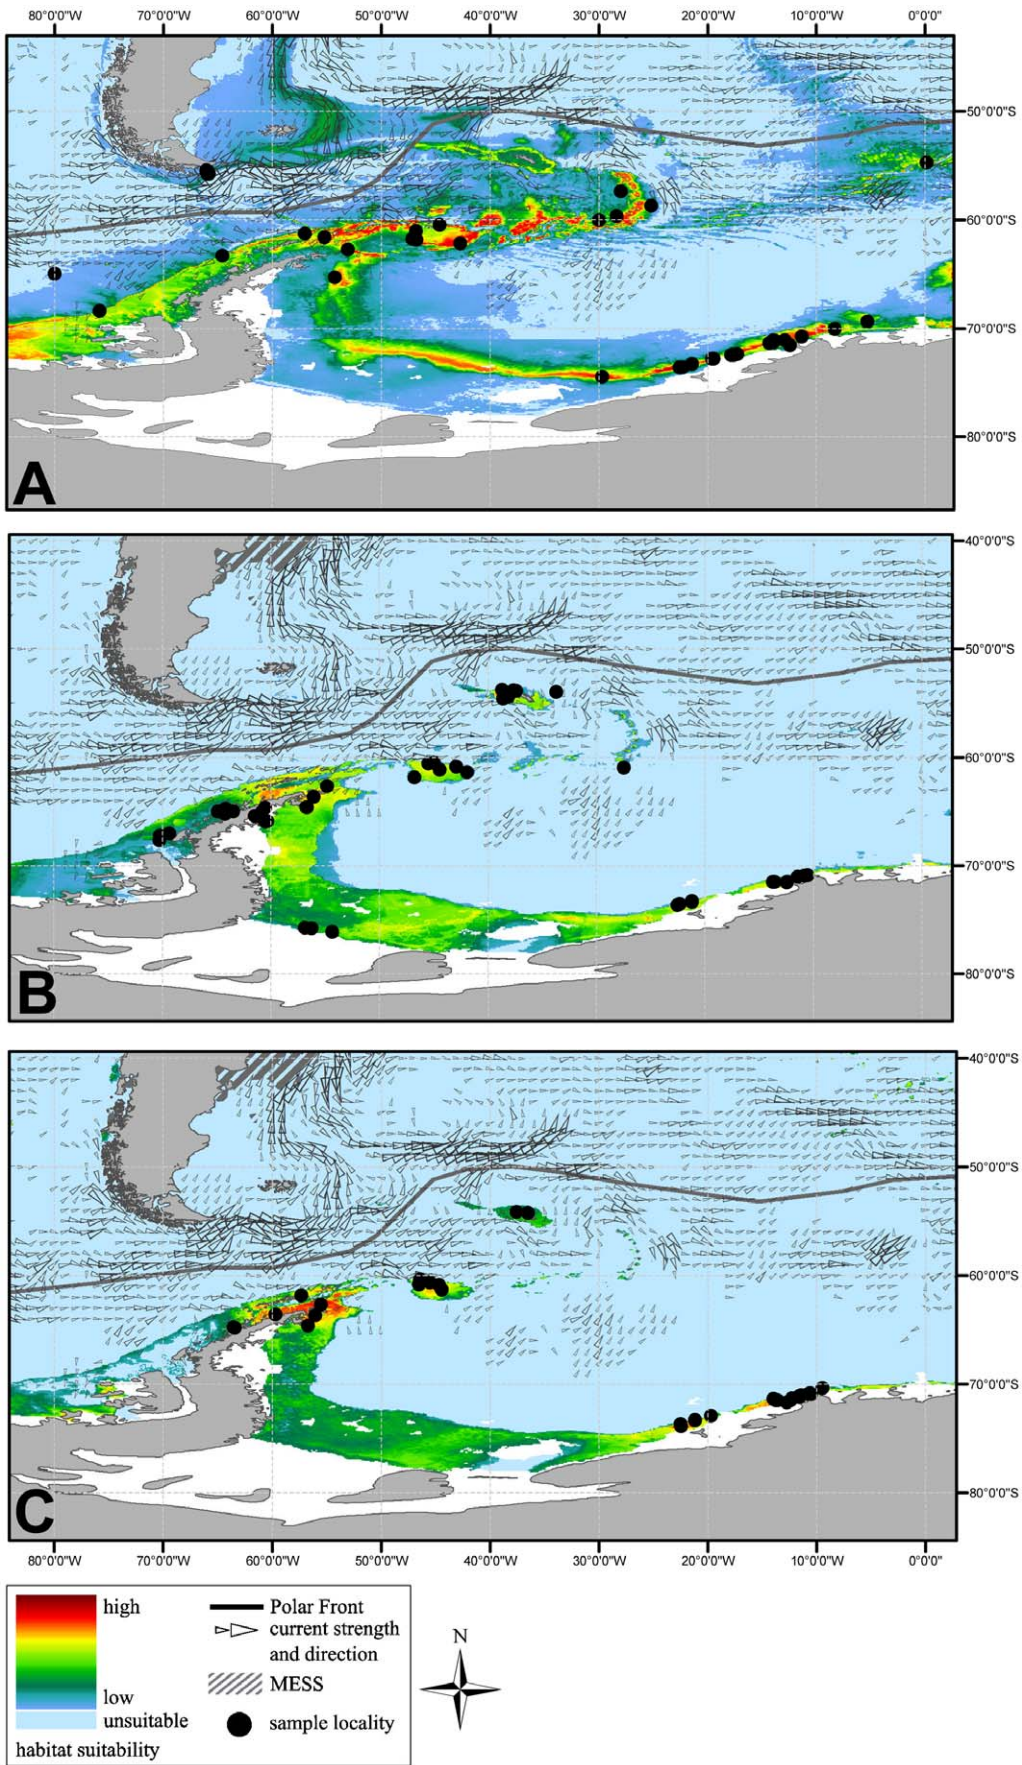 80°0'0"W 70°0'0"W 60°0'0"W 50°0'0"W 40°0'0"W 30°0'0"W 20°0'0"W 10°0'0"W 0°0'0"
50°0'0"S
60°0'0"S
70°0'0"S
80°0'0"S
A
40°0'0"S
50°0'0"S
60°0'0"S
70°0'0"S
80°0'0"S
B
40°0'0"S
50°0'0"S
60°0'0"S
70°0'0"S
80°0'0"S
C
80°0'0"W 70°0'0"W 60°0'0"W 50°0'0"W 40°0'0"W 30°0'0"W 20°0'0"W 10°0'0"W 0°0'0"
high
low
unsuitable
habitat suitability
Polar Front
current strength
and direction
MESS
sample locality
N